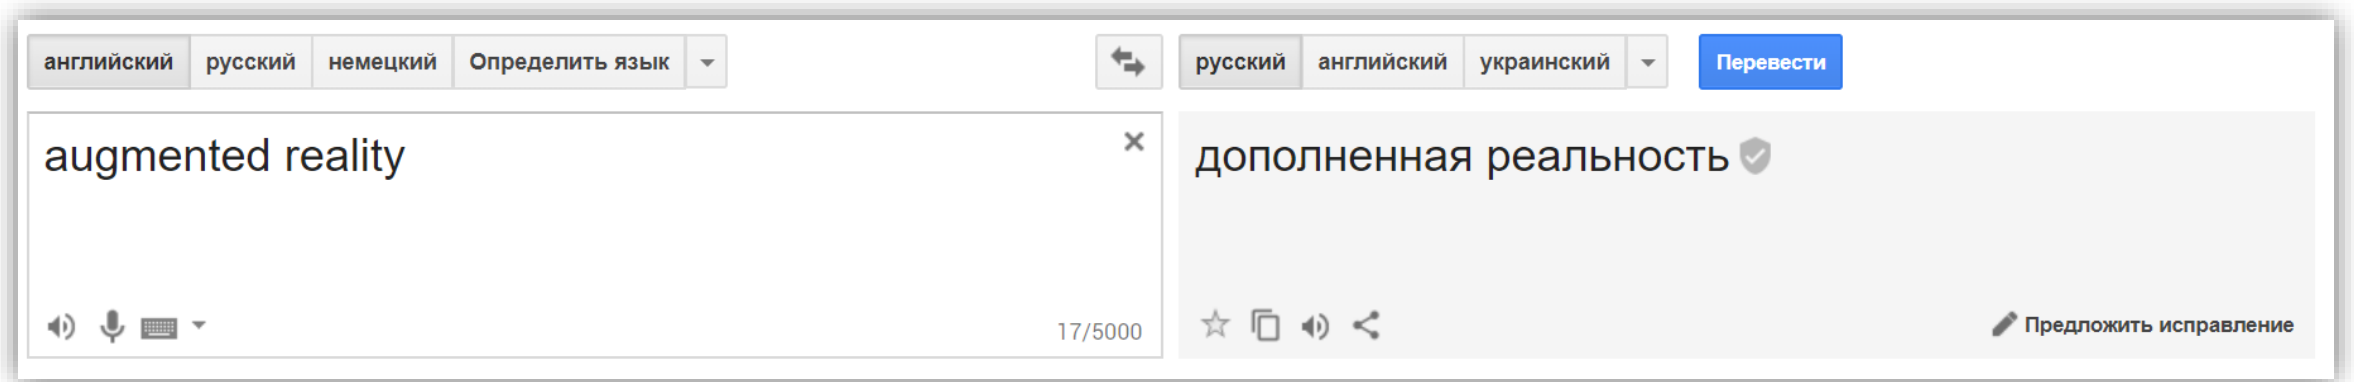 английский русский немецкий Определить язык русский английский украинский Перевести
augmented reality дополненная реальность
17/5000 Предложить исправление